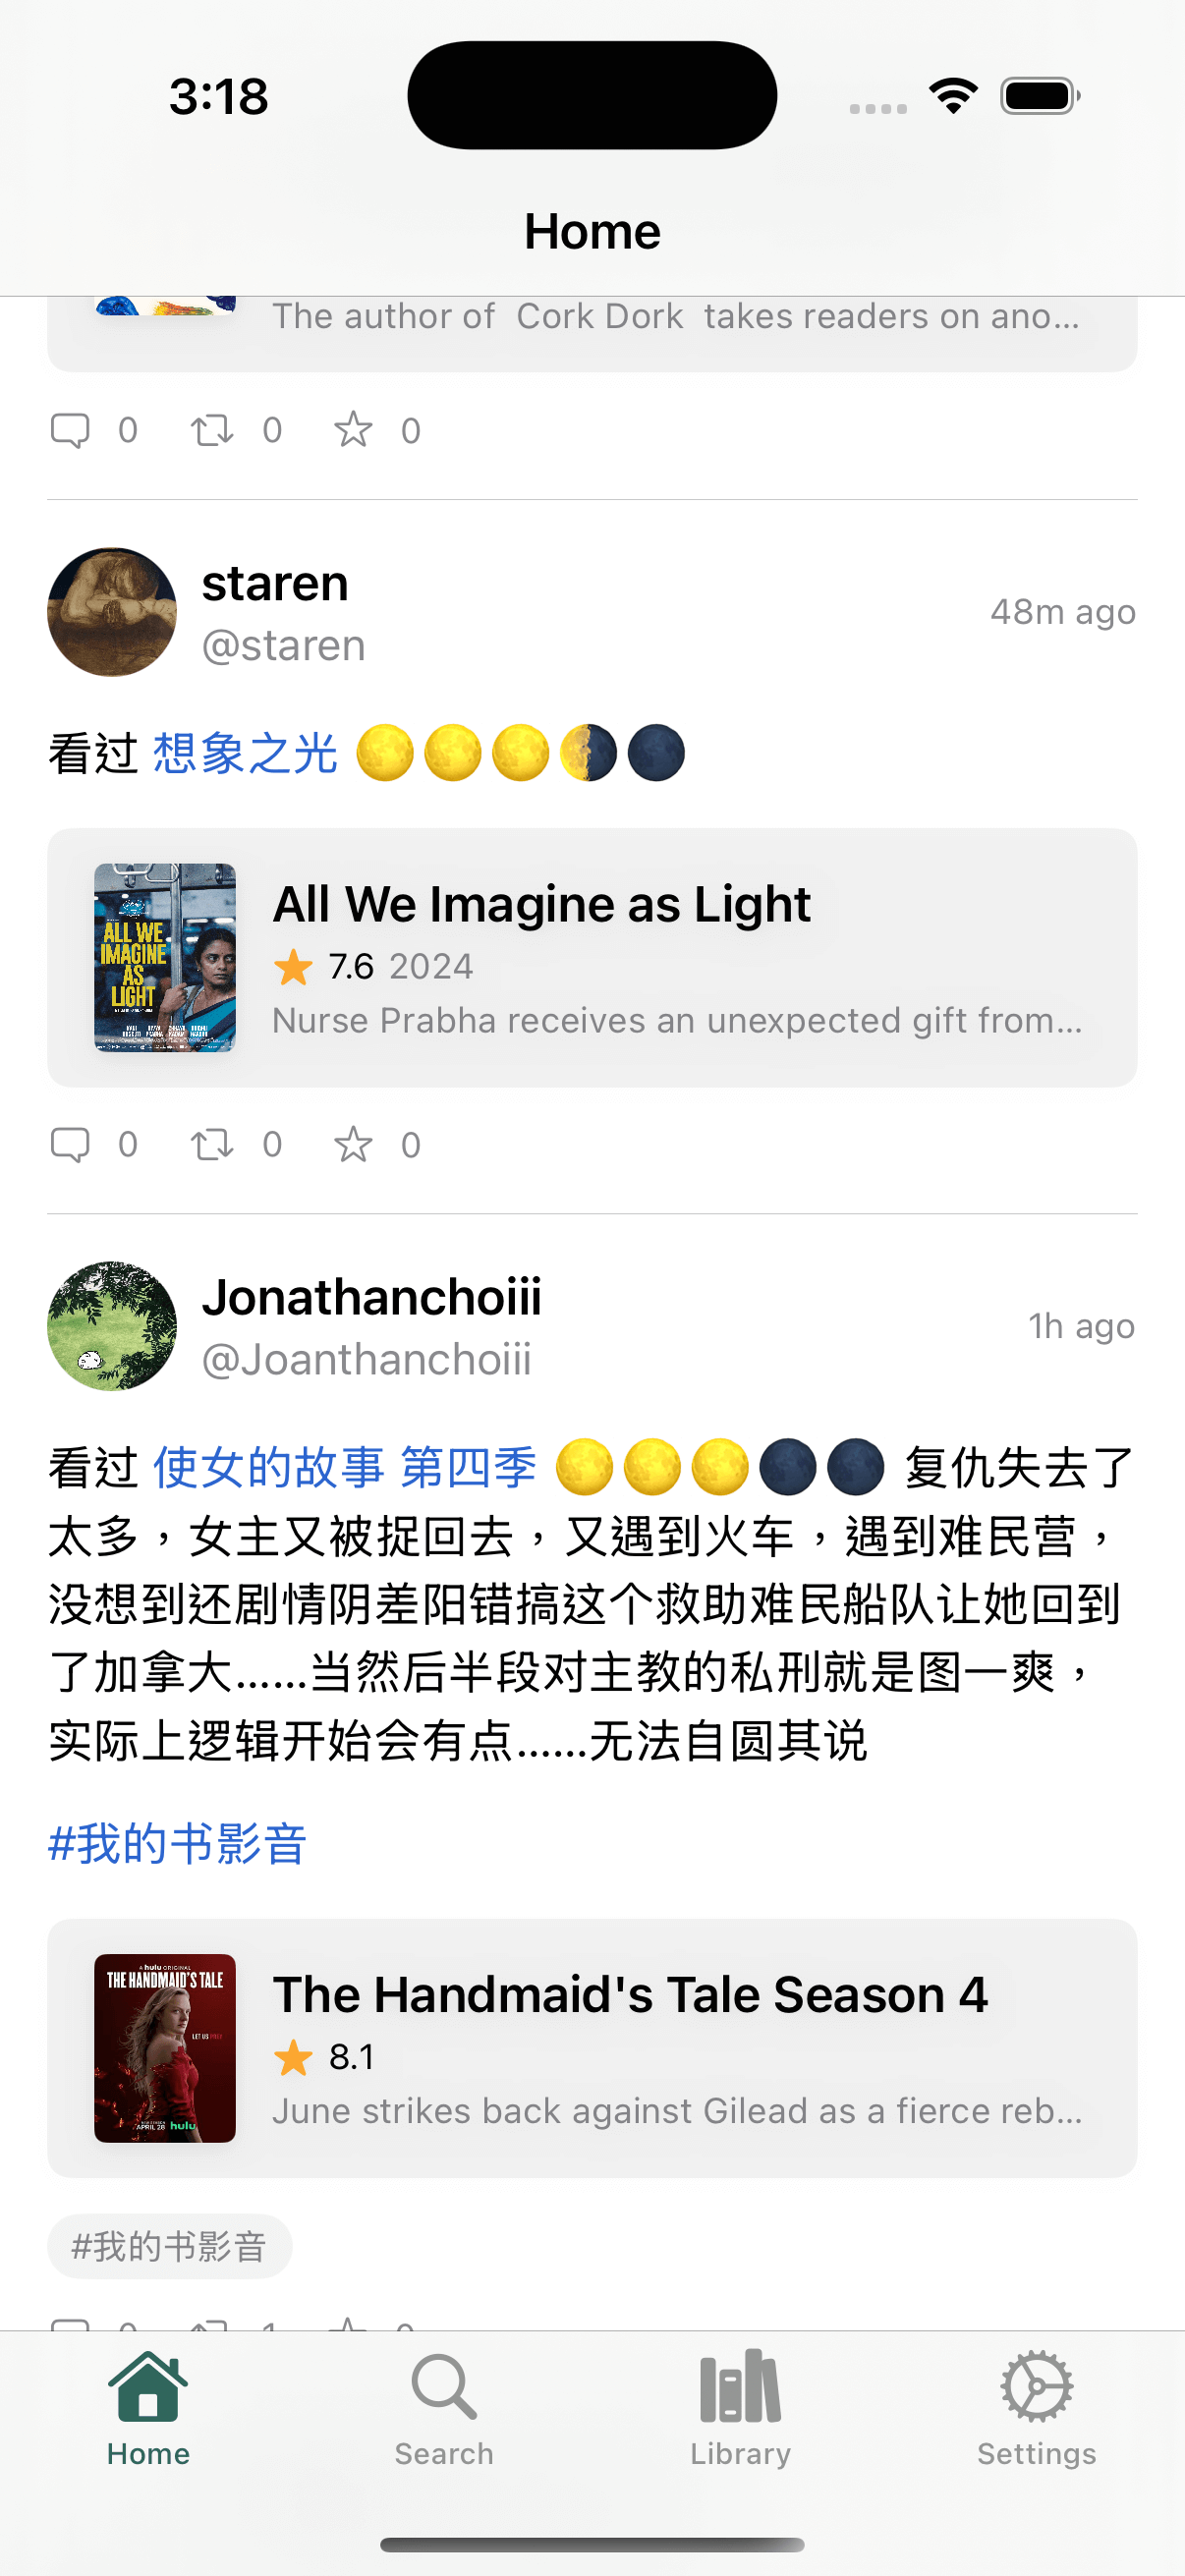 3:18
Home
The author of Cork Dork takes readers on ano...
0 0 0
staren
@staren
48m ago
看过 想象之光 🌕🌕🌕🌗🌑
ALL WE
IMAGINE
AS
LIGHT
All We Imagine as Light
7.6 2024
Nurse Prabha receives an unexpected gift from...
0 0 0
Jonathanchoiii
@Joanthanchoiii
1h ago
看过 使女的故事 第四季 🌕🌕🌕🌑🌑 复仇失去了
太多，女主又被捉回去，又遇到火车，遇到难民营，
没想到还剧情阴差阳错搞这个救助难民船队让她回到
了加拿大……当然后半段对主教的私刑就是图一爽，
实际上逻辑开始会有点……无法自圆其说
#我的书影音
hulu ORIGINAL
THE HANDMAID'S TALE
APRIL 28 hulu
The Handmaid's Tale Season 4
8.1
June strikes back against Gilead as a fierce reb...
#我的书影音
0 1 0
Home
Search
Library
Settings